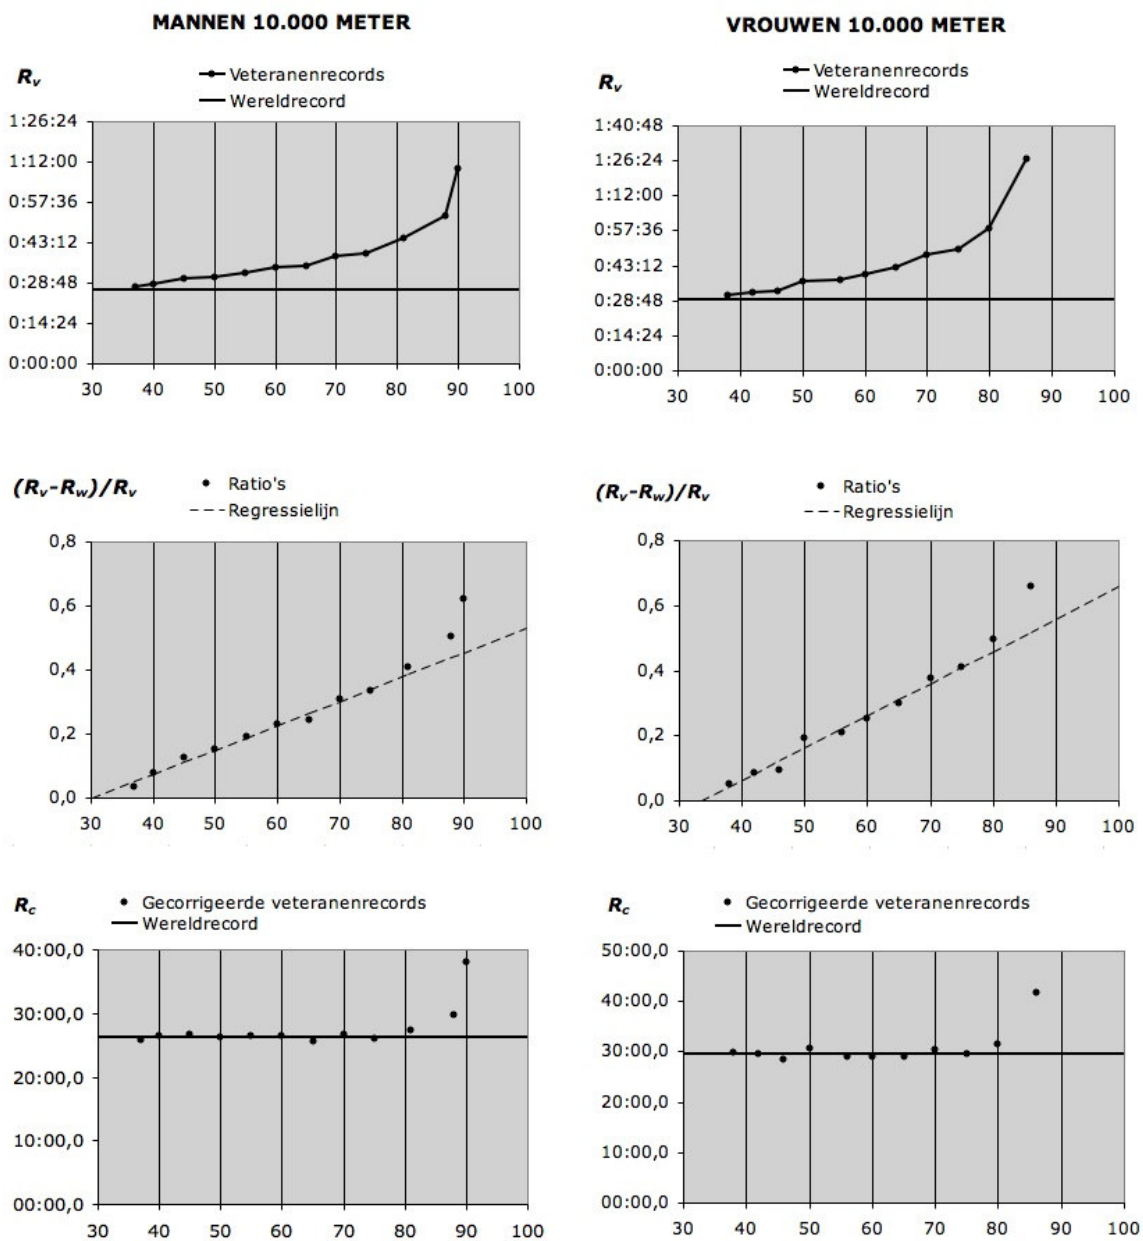 MANNEN 10.000 METER
Rv
Veteranenrecords
Wereldrecord
1:26:24
1:12:00
0:57:36
0:43:12
0:28:48
0:14:24
0:00:00
30 40 50 60 70 80 90 100
VROUWEN 10.000 METER
Rv
Veteranenrecords
Wereldrecord
1:40:48
1:26:24
1:12:00
0:57:36
0:43:12
0:28:48
0:14:24
0:00:00
30 40 50 60 70 80 90 100
(Rv-Rw)/Rv
Ratio's
Regressielijn
0,8
0,6
0,4
0,2
0,0
30 40 50 60 70 80 90 100
(Rv-Rw)/Rv
Ratio's
Regressielijn
0,8
0,6
0,4
0,2
0,0
30 40 50 60 70 80 90 100
Rc
Gecorrigeerde veteranenrecords
Wereldrecord
40:00,0
30:00,0
20:00,0
10:00,0
00:00,0
30 40 50 60 70 80 90 100
Rc
Gecorrigeerde veteranenrecords
Wereldrecord
50:00,0
40:00,0
30:00,0
20:00,0
10:00,0
00:00,0
30 40 50 60 70 80 90 100